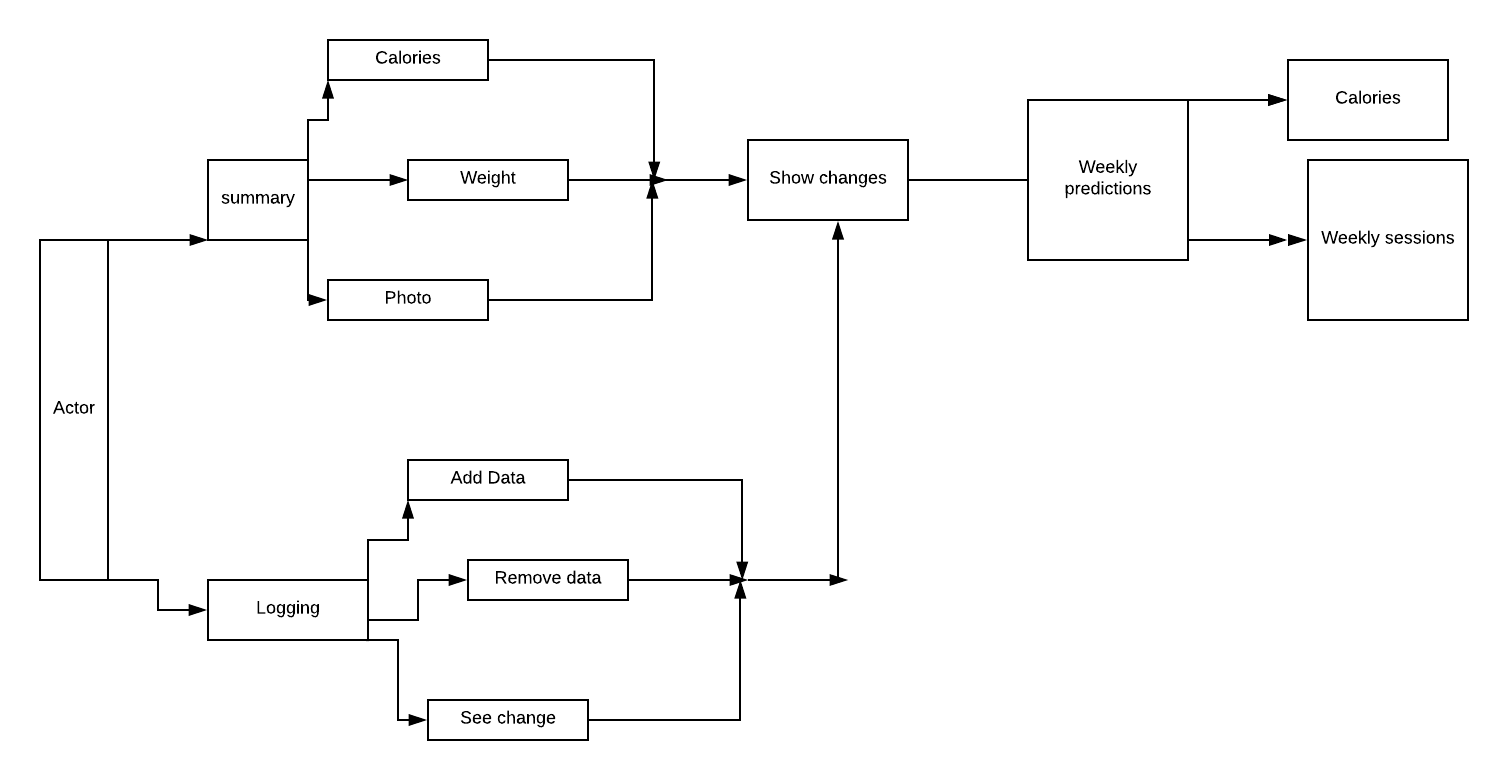 Calories
Calories
Weight
Show changes
Weekly
predictions
summary
Weekly sessions
Photo
Actor
Add Data
Remove data
Logging
See change